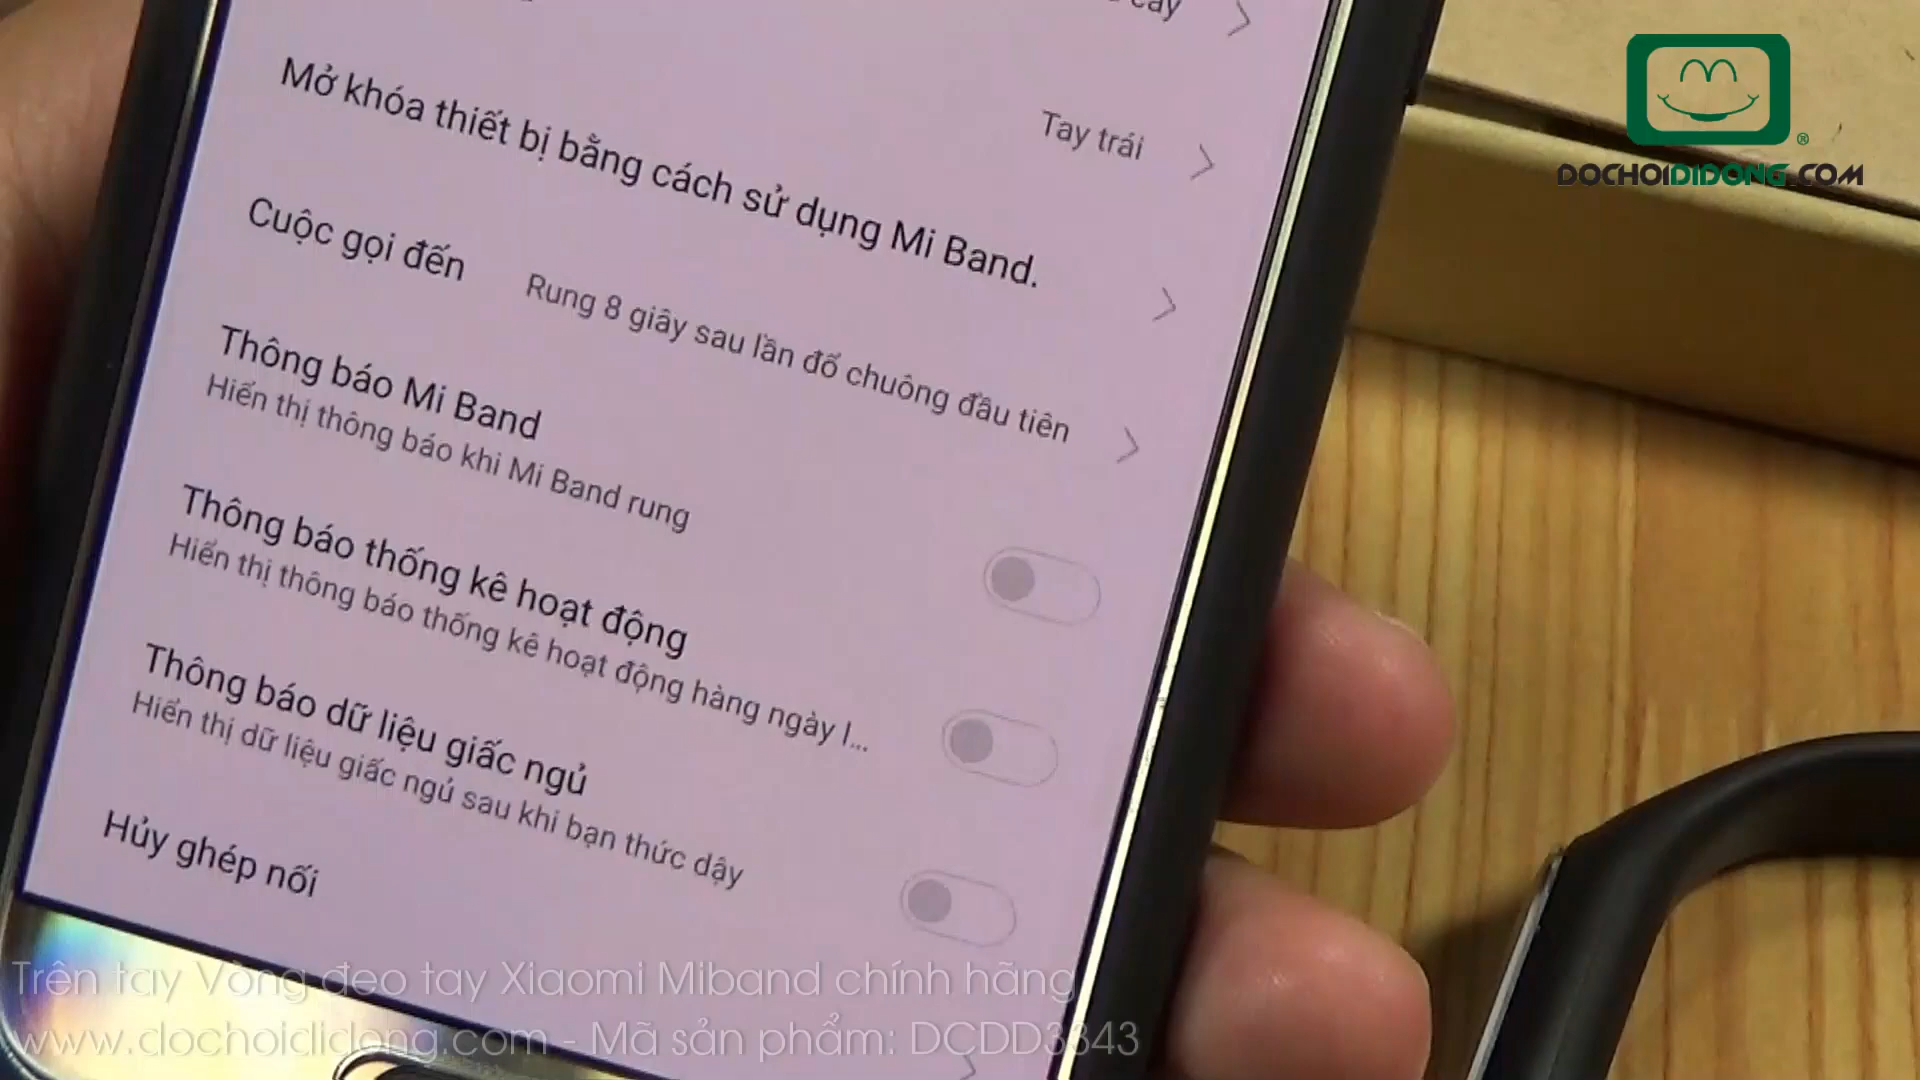 Tay trái
Mở khóa thiết bị bằng cách sử dụng Mi Band.
Cuộc gọi đến
Rung 8 giây sau lần đổ chuông đầu tiên
Thông báo Mi Band
Hiển thị thông báo khi Mi Band rung
Thông báo thống kê hoạt động
Hiển thị thông báo thống kê hoạt động hàng ngày l...
Thông báo dữ liệu giấc ngủ
Hiển thị dữ liệu giấc ngủ sau khi bạn thức dậy
Hủy ghép nối
DOCHOIDIDONG.COM
Trên tay Vòng đeo tay Xiaomi Miband chính hãng
www.dochoididong.com - Mã sản phẩm: DCDD3343